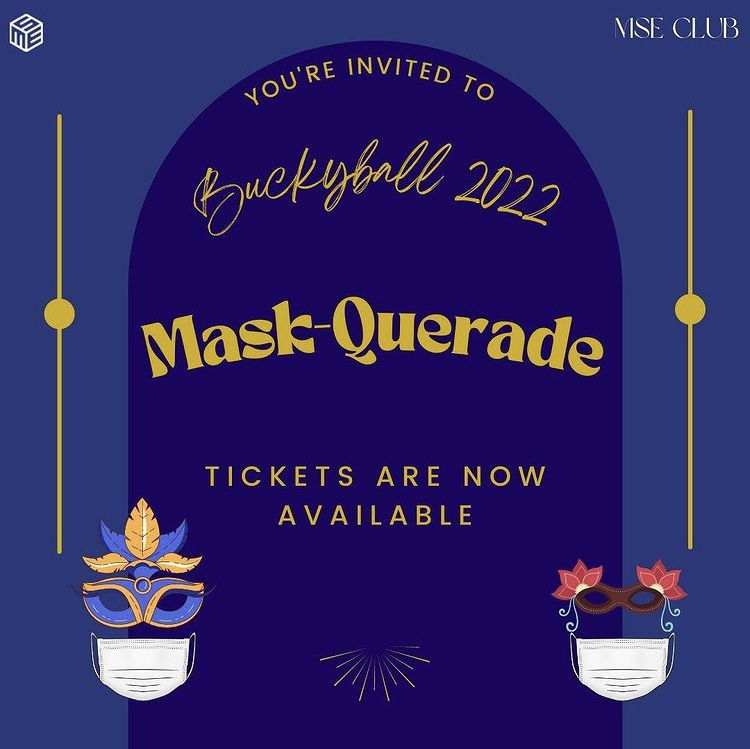 MSE CLUB
YOU'RE INVITED TO
Buckyball 2022
Mask-Querade
TICKETS ARE NOW
AVAILABLE